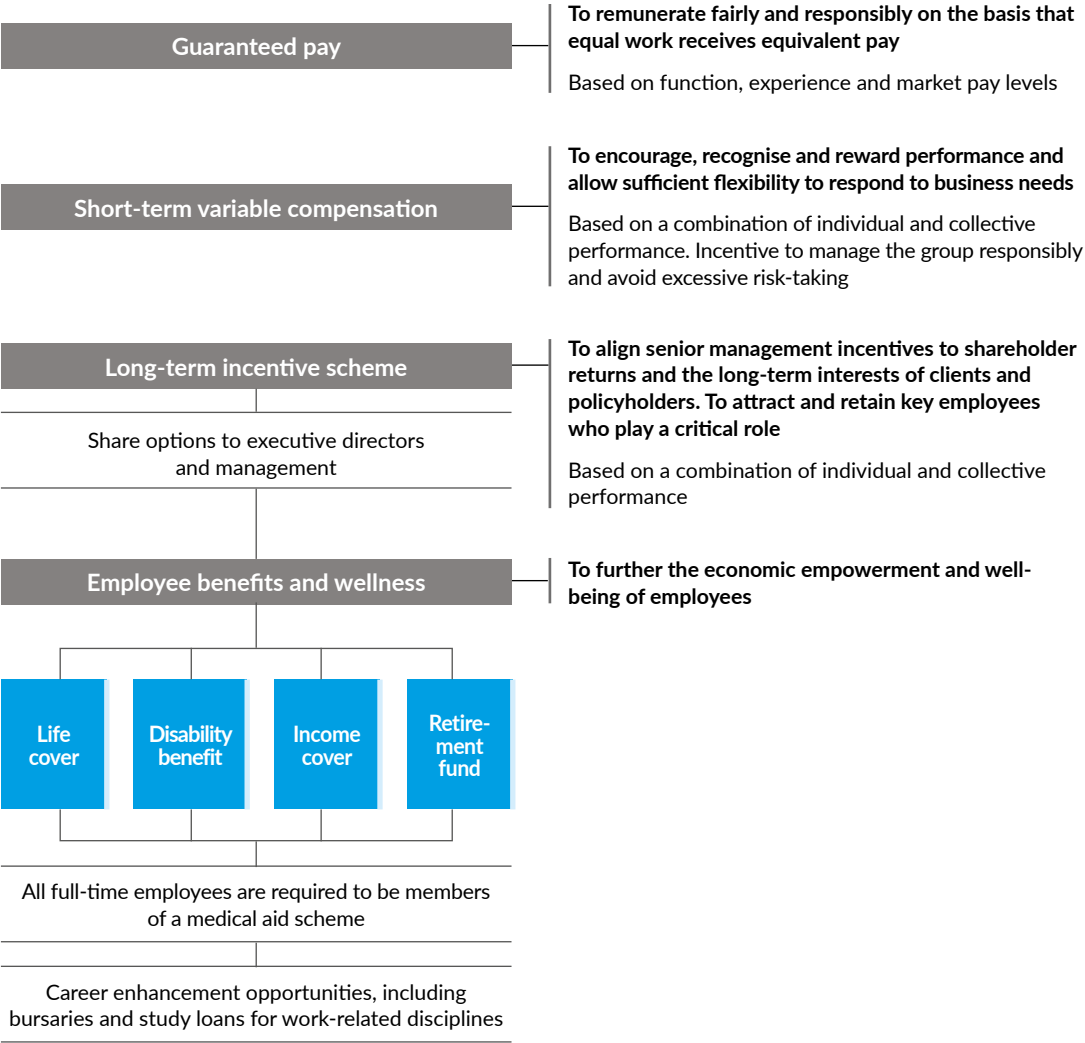 Guaranteed pay
To remunerate fairly and responsibly on the basis that
equal work receives equivalent pay
Based on function, experience and market pay levels
Short-term variable compensation
To encourage, recognise and reward performance and
allow sufficient flexibility to respond to business needs
Based on a combination of individual and collective
performance. Incentive to manage the group responsibly
and avoid excessive risk-taking
Long-term incentive scheme
Share options to executive directors
and management
To align senior management incentives to shareholder
returns and the long-term interests of clients and
policyholders. To attract and retain key employees
who play a critical role
Based on a combination of individual and collective
performance
Employee benefits and wellness
To further the economic empowerment and well-
being of employees
Life
cover
Disability
benefit
Income
cover
Retire-
ment
fund
All full-time employees are required to be members
of a medical aid scheme
Career enhancement opportunities, including
bursaries and study loans for work-related disciplines